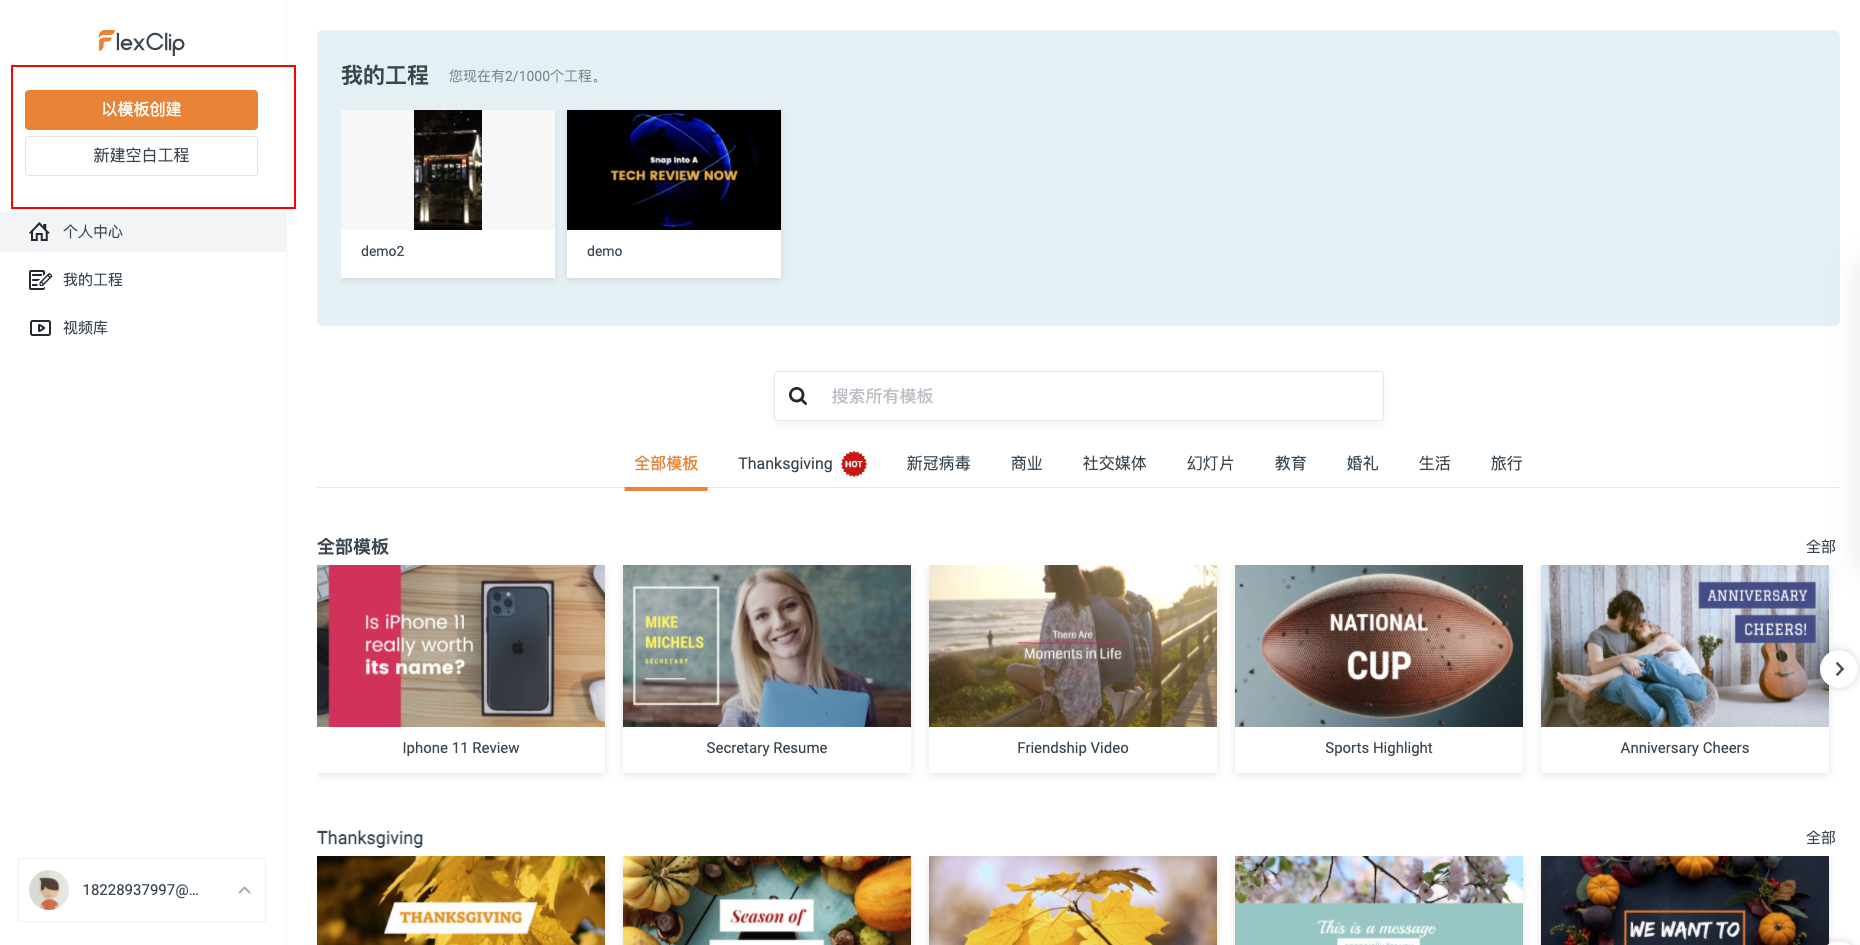 FlexClip
以模板创建
新建空白工程
个人中心
我的工程
视频库
18228937997@...
我的工程
您现在有2/1000个工程。
Snap Into A
TECH REVIEW NOW
demo2
demo
搜索所有模板
全部模板
Thanksgiving
HOT
新冠病毒
商业
社交媒体
幻灯片
教育
婚礼
生活
旅行
全部模板
全部
Is iPhone 11
really worth
its name?
Iphone 11 Review
MIKE
MICHELS
SECRETARY
Secretary Resume
There Are
Moments in Life
Friendship Video
NATIONAL
CUP
Sports Highlight
ANNIVERSARY
CHEERS!
Anniversary Cheers
Thanksgiving
全部
THANKSGIVING
Season of
This is a message
WE WANT TO